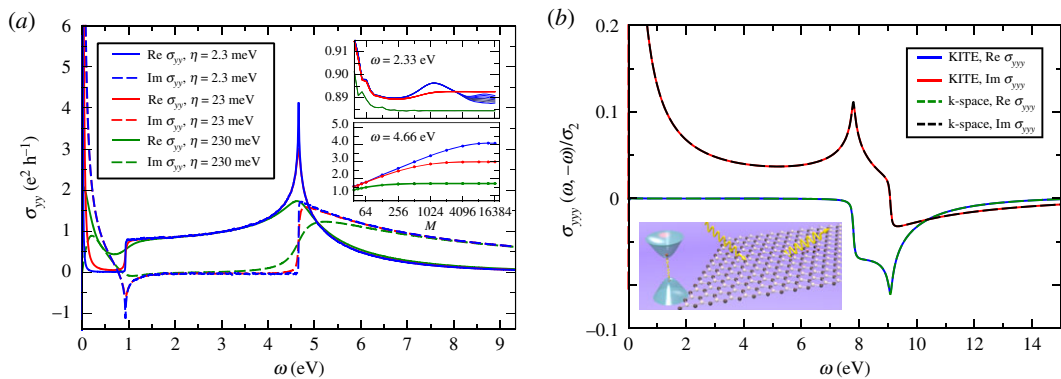 (a)
6
5
4
3
2
1
0
−1
σyy (e² h⁻¹)
0 1 2 3 4 5 6 7 8 9
ω (eV)
Re σyy, η = 2.3 meV
Im σyy, η = 2.3 meV
Re σyy, η = 23 meV
Im σyy, η = 23 meV
Re σyy, η = 230 meV
Im σyy, η = 230 meV
0.91
0.90
0.89
ω = 2.33 eV
4.0
3.0
2.0
1.0
ω = 4.66 eV
64 256 1024 4096 16384
M
(b)
0.2
0.1
0
−0.1
σyyy (ω, −ω)/σ2
0 2 4 6 8 10 12 14
ω (eV)
KITE, Re σyyy
KITE, Im σyyy
k-space, Re σyyy
k-space, Im σyyy